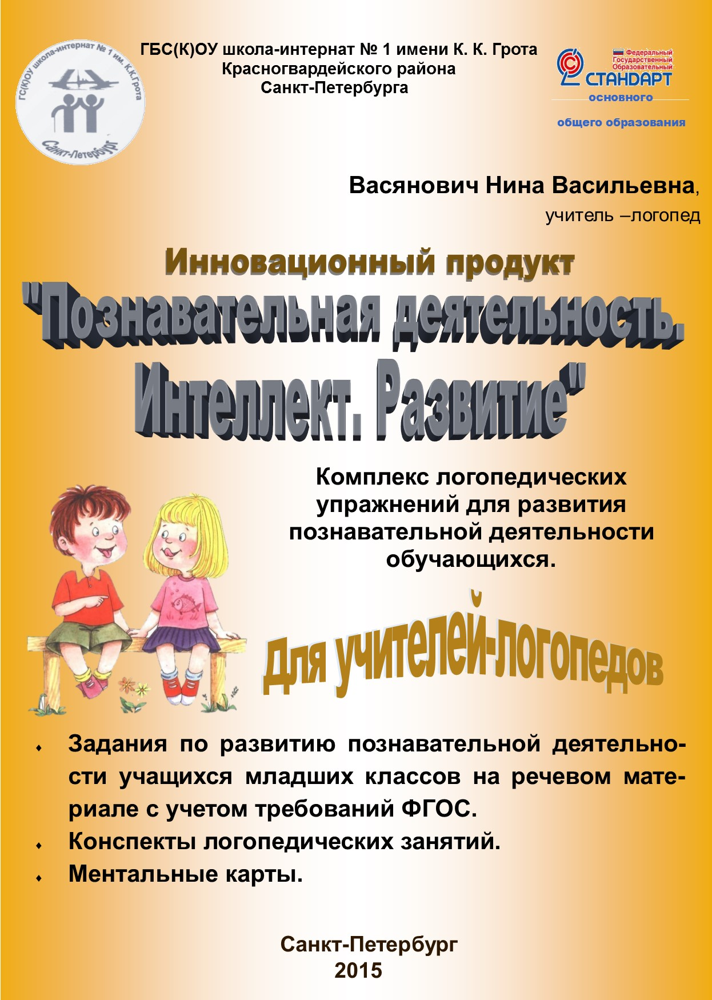 ГС(К)ОУ школа-интернат № 1 им. К.К.Грота
Санкт-Петербург
ГБС(К)ОУ школа-интернат № 1 имени К. К. Грота
Красногвардейского района
Санкт-Петербурга
Федеральный
Государственный
Образовательный
СТАНДАРТ
основного
общего образования
Васянович Нина Васильевна,
учитель –логопед
Инновационный продукт
"Познавательная деятельность.
Интеллект. Развитие"
Комплекс логопедических
упражнений для развития
познавательной деятельности
обучающихся.
Для учителей-логопедов
♦ Задания по развитию познавательной деятельно-
сти учащихся младших классов на речевом мате-
риале с учетом требований ФГОС.
♦ Конспекты логопедических занятий.
♦ Ментальные карты.
Санкт-Петербург
2015